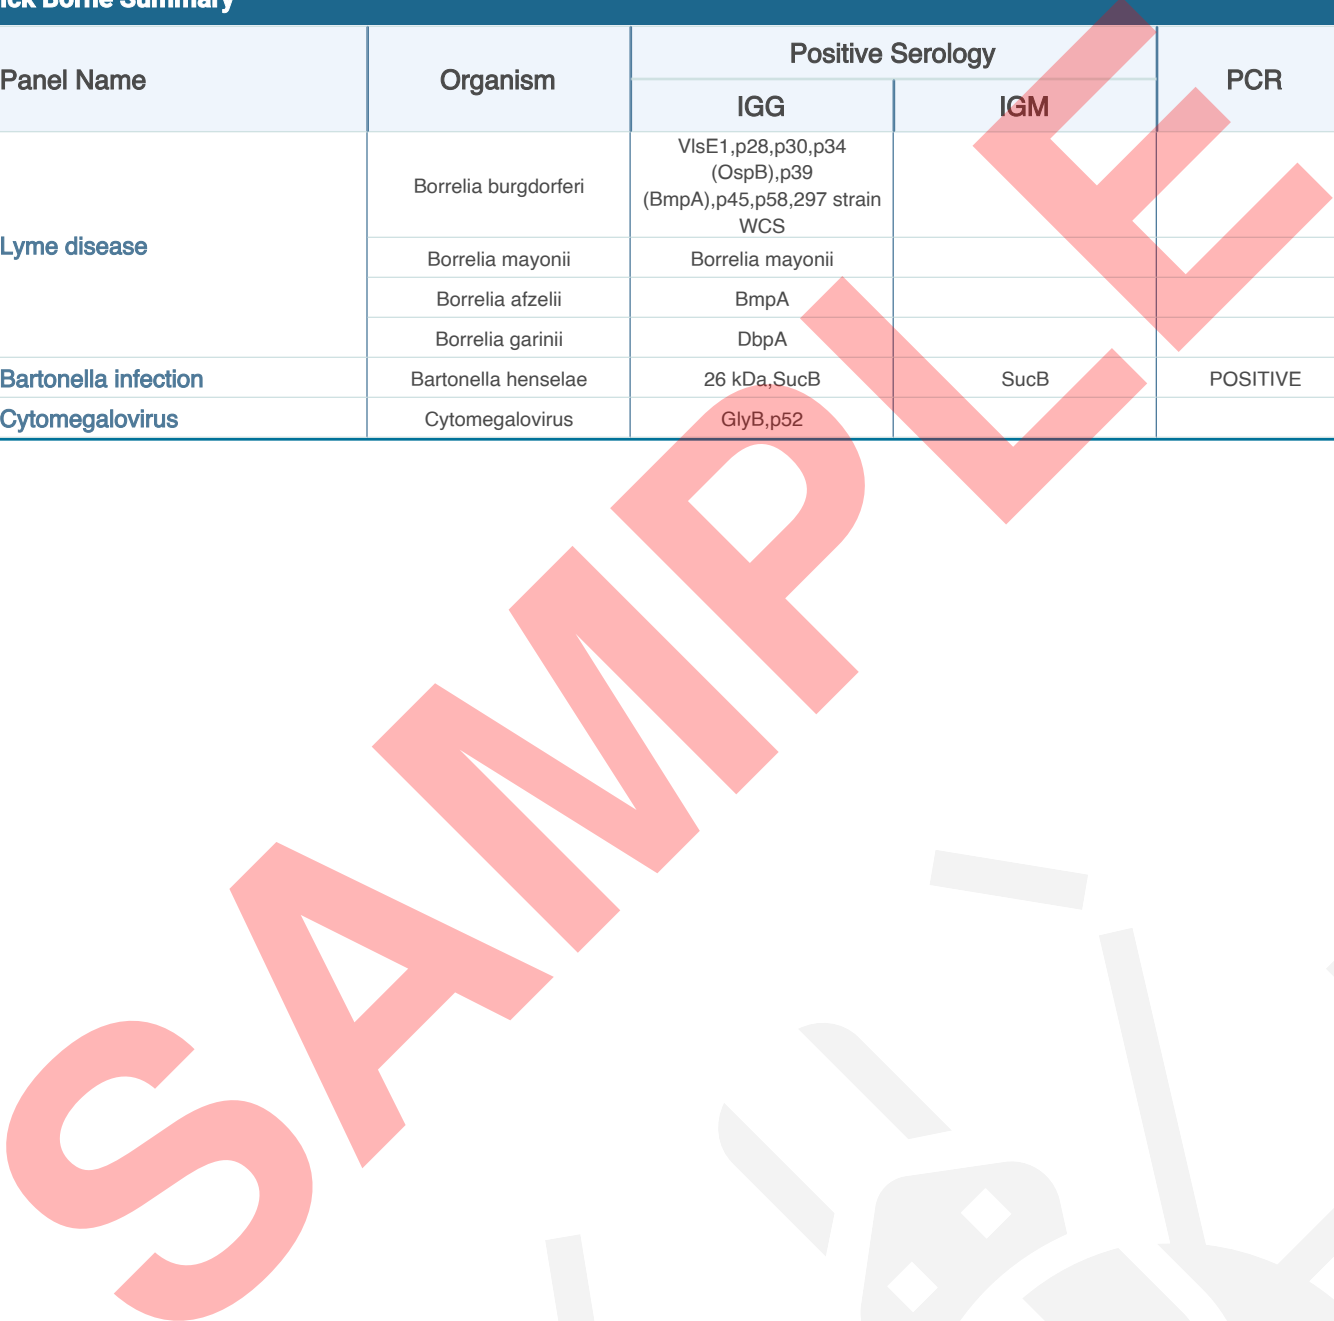 ick Borne Summary
Panel Name
Organism
Positive Serology
PCR
IGG
IGM
Lyme disease
Borrelia burgdorferi
VlsE1,p28,p30,p34
(OspB),p39
(BmpA),p45,p58,297 strain
WCS
Borrelia mayonii
Borrelia mayonii
Borrelia afzelii
BmpA
Borrelia garinii
DbpA
Bartonella infection
Bartonella henselae
26 kDa,SucB
SucB
POSITIVE
Cytomegalovirus
Cytomegalovirus
GlyB,p52
SAMPLE